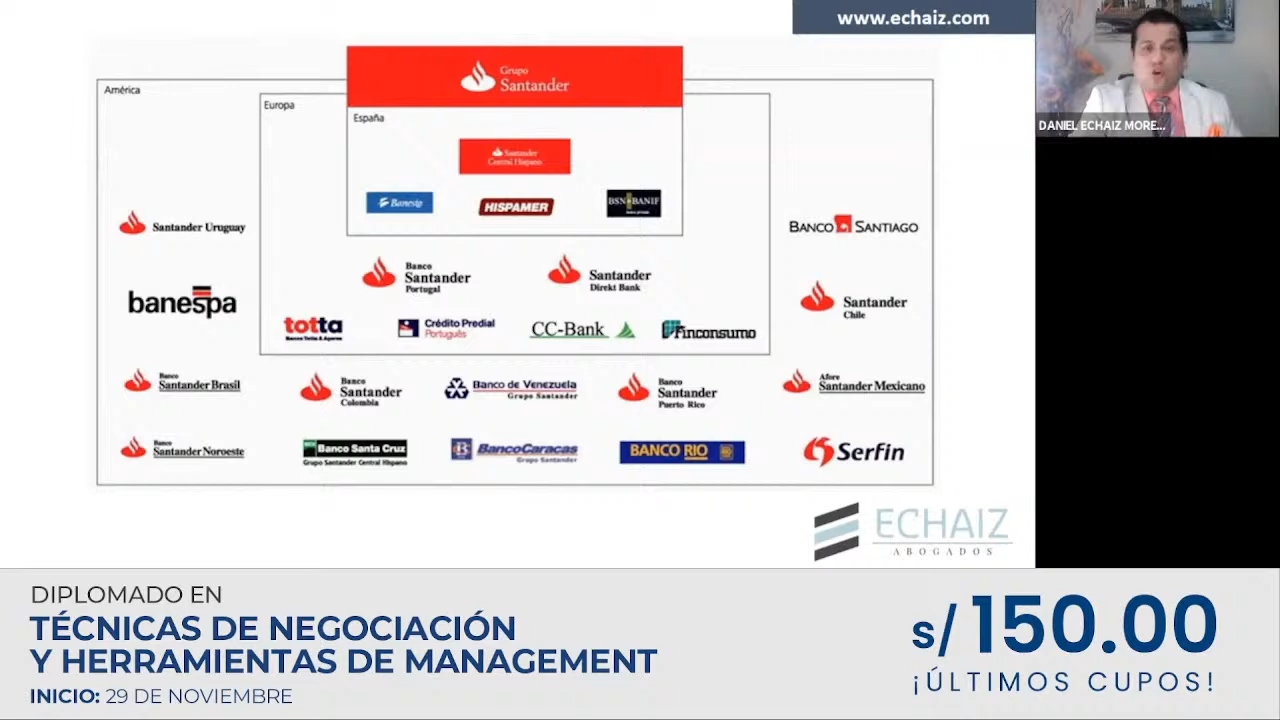 www.echaiz.com
DANIEL ECHAIZ MORE...
Grupo
Santander
América
Europa
España
Santander
Central Hispano
Banesto
HISPAMER
BSN BANIF
Santander Uruguay
BANCO SANTIAGO
Banco
Santander
Portugal
Santander
Direkt Bank
banespa
Santander
Chile
totta
Banco Totta & Açores
Crédito Predial
Português
CC-Bank
Finconsumo
Banco
Santander Brasil
Banco
Santander
Colombia
Banco de Venezuela
Grupo Santander
Banco
Santander
Puerto Rico
Afore
Santander Mexicano
Banco
Santander Noroeste
Banco Santa Cruz
Grupo Santander Central Hispano
BancoCaracas
Grupo Santander
BANCO RIO
Serfin
ECHAIZ
ABOGADOS
DIPLOMADO EN
TÉCNICAS DE NEGOCIACIÓN
Y HERRAMIENTAS DE MANAGEMENT
INICIO: 29 DE NOVIEMBRE
s/150.00
¡ÚLTIMOS CUPOS!